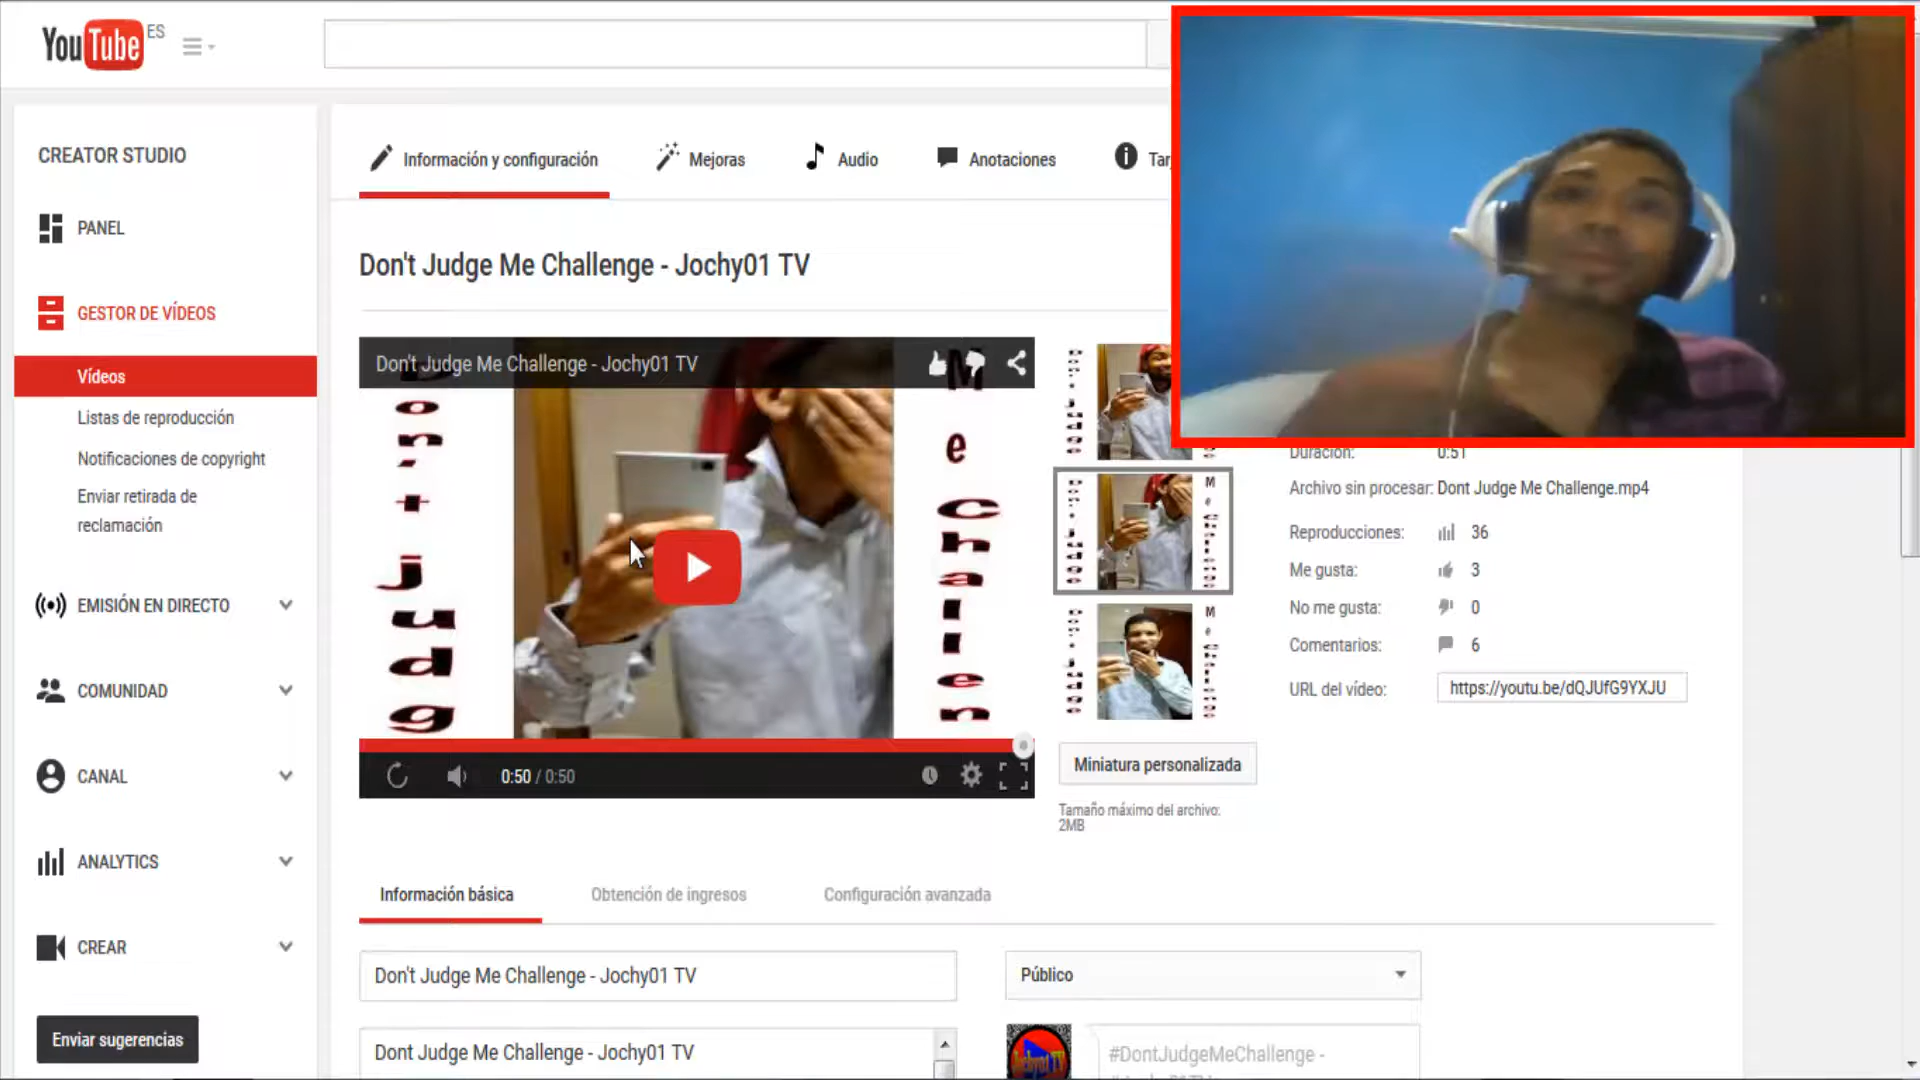 YouTube ES
CREATOR STUDIO
PANEL
GESTOR DE VÍDEOS
Vídeos
Listas de reproducción
Notificaciones de copyright
Enviar retirada de
reclamación
EMISIÓN EN DIRECTO
COMUNIDAD
CANAL
ANALYTICS
CREAR
Enviar sugerencias
Información y configuración
Mejoras
Audio
Anotaciones
Don't Judge Me Challenge - Jochy01 TV
Don't Judge Me Challenge - Jochy01 TV
0:50 / 0:50
Miniatura personalizada
Tamaño máximo del archivo:
2MB
Duración: 0:51
Archivo sin procesar: Dont Judge Me Challenge.mp4
Reproducciones: 36
Me gusta: 3
No me gusta: 0
Comentarios: 6
URL del vídeo: https://youtu.be/dQJUfG9YXJU
Información básica
Obtención de ingresos
Configuración avanzada
Don't Judge Me Challenge - Jochy01 TV
Público
Dont Judge Me Challenge - Jochy01 TV
#DontJudgeMeChallenge -